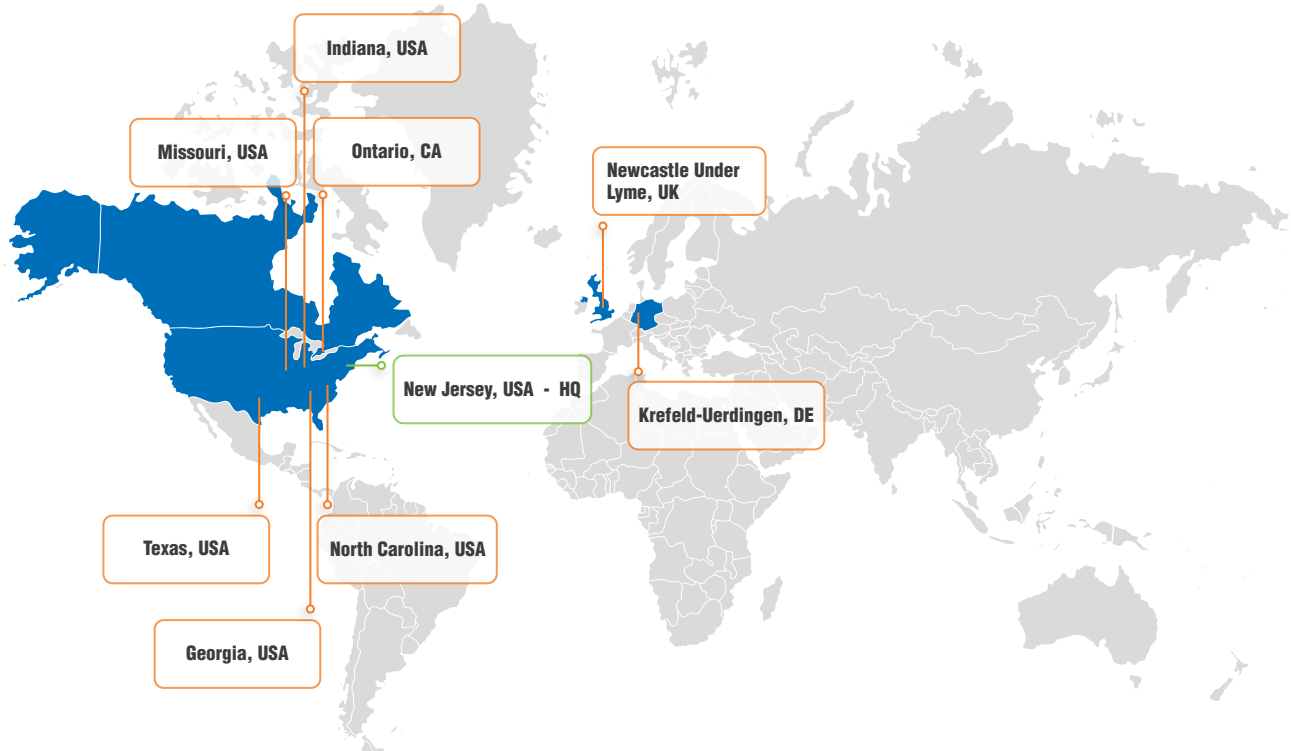 Indiana, USA
Missouri, USA
Ontario, CA
Newcastle Under
Lyme, UK
New Jersey, USA - HQ
Krefeld-Uerdingen, DE
Texas, USA
North Carolina, USA
Georgia, USA